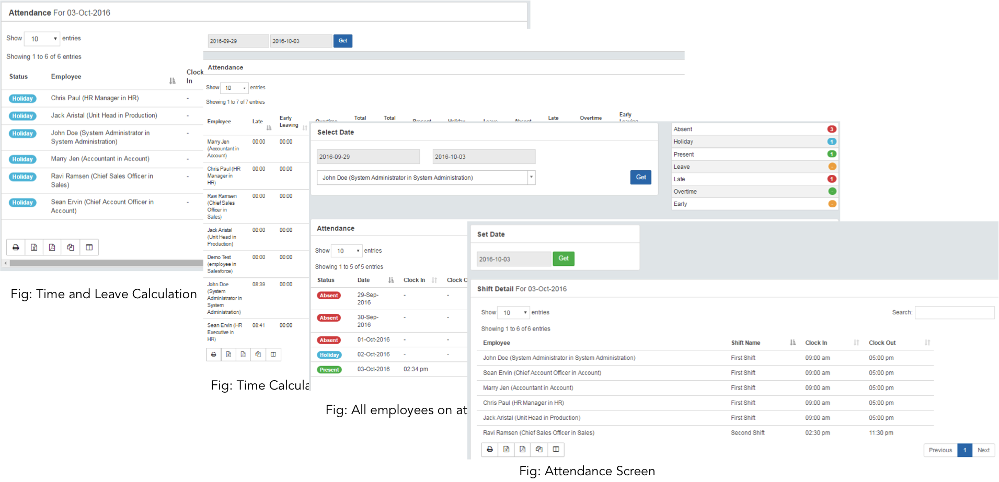 Attendance For 03-Oct-2016
Show 10 entries
Showing 1 to 6 of 6 entries
Status Employee Clock In
Holiday Chris Paul (HR Manager in HR) -
Holiday Jack Aristal (Unit Head in Production) -
Holiday John Doe (System Administrator in -
System Administration)
Holiday Marry Jen (Accountant in Account) -
Holiday Ravi Ramsen (Chief Sales Officer in -
Sales)
Holiday Sean Ervin (Chief Account Officer in -
Account)
Fig: Time and Leave Calculation
2016-09-29 2016-10-03 Get
Attendance
Show 10 entries
Showing 1 to 7 of 7 entries
Employee Late Early Leaving Overtime Total Total Present Holiday Leave Absent Late Overtime Early Leaving
Marry Jen 00:00 00:00
(Accountant in
Account)
Chris Paul (HR 00:00 00:00
Manager in
HR)
Ravi Ramsen 00:00 00:00
(Chief Sales
Officer in
Sales)
Jack Aristal 00:00 00:00
(Unit Head in
Production)
Demo Test 00:00 00:00
(employee in
Salesforce)
John Doe 08:39 00:00
(System
Administrator in
System
Administration)
Sean Ervin (HR 08:41 00:00
Executive in
HR)
Fig: Time Calcula
Select Date
2016-09-29 2016-10-03
John Doe (System Administrator in System Administration) Get
Absent 3
Holiday 1
Present 1
Leave -
Late 1
Overtime -
Early -
Attendance
Show 10 entries
Showing 1 to 5 of 5 entries
Status Date Clock In Clock O
Absent 29-Sep- - -
2016
Absent 30-Sep- - -
2016
Absent 01-Oct-2016 - -
Holiday 02-Oct-2016 - -
Present 03-Oct-2016 02:34 pm
Fig: All employees on at
Set Date
2016-10-03 Get
Shift Detail For 03-Oct-2016
Show 10 entries Search:
Showing 1 to 6 of 6 entries
Employee Shift Name Clock In Clock Out
John Doe (System Administrator in System Administration) First Shift 09:00 am 05:00 pm
Sean Ervin (Chief Account Officer in Account) First Shift 09:00 am 05:00 pm
Marry Jen (Accountant in Account) First Shift 09:00 am 05:00 pm
Chris Paul (HR Manager in HR) First Shift 09:00 am 05:00 pm
Jack Aristal (Unit Head in Production) First Shift 09:00 am 05:00 pm
Ravi Ramsen (Chief Sales Officer in Sales) Second Shift 02:30 pm 11:30 pm
Previous 1 Next
Fig: Attendance Screen